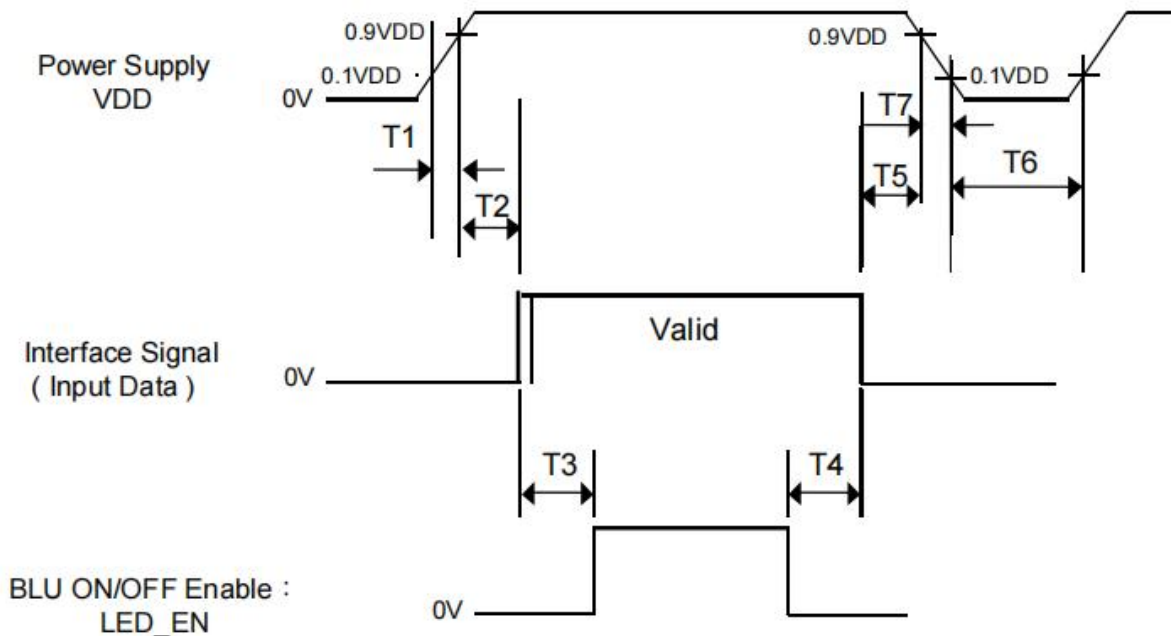 0.9VDD
0.9VDD
Power Supply
VDD
0.1VDD
0.1VDD
0V
T1
T7
T5
T6
T2
Interface Signal
( Input Data )
Valid
0V
T3
T4
BLU ON/OFF Enable :
LED_EN
0V